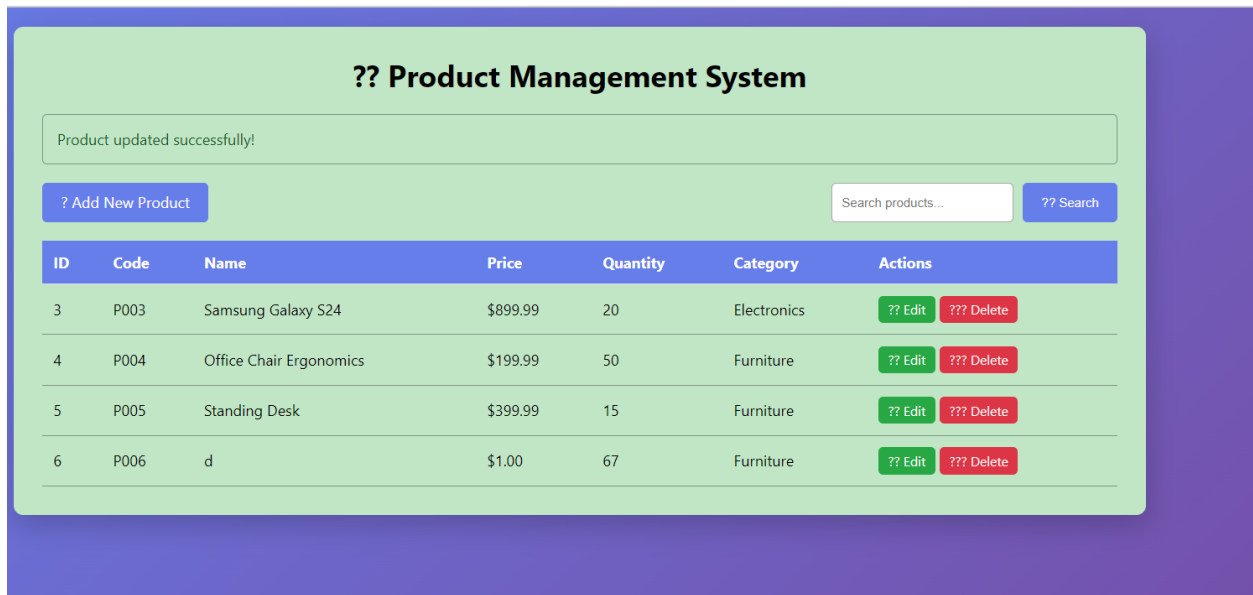 ?? Product Management System
Product updated successfully!
? Add New Product Search products... ?? Search
ID Code Name Price Quantity Category Actions
3 P003 Samsung Galaxy S24 $899.99 20 Electronics ?? Edit ??? Delete
4 P004 Office Chair Ergonomics $199.99 50 Furniture ?? Edit ??? Delete
5 P005 Standing Desk $399.99 15 Furniture ?? Edit ??? Delete
6 P006 d $1.00 67 Furniture ?? Edit ??? Delete